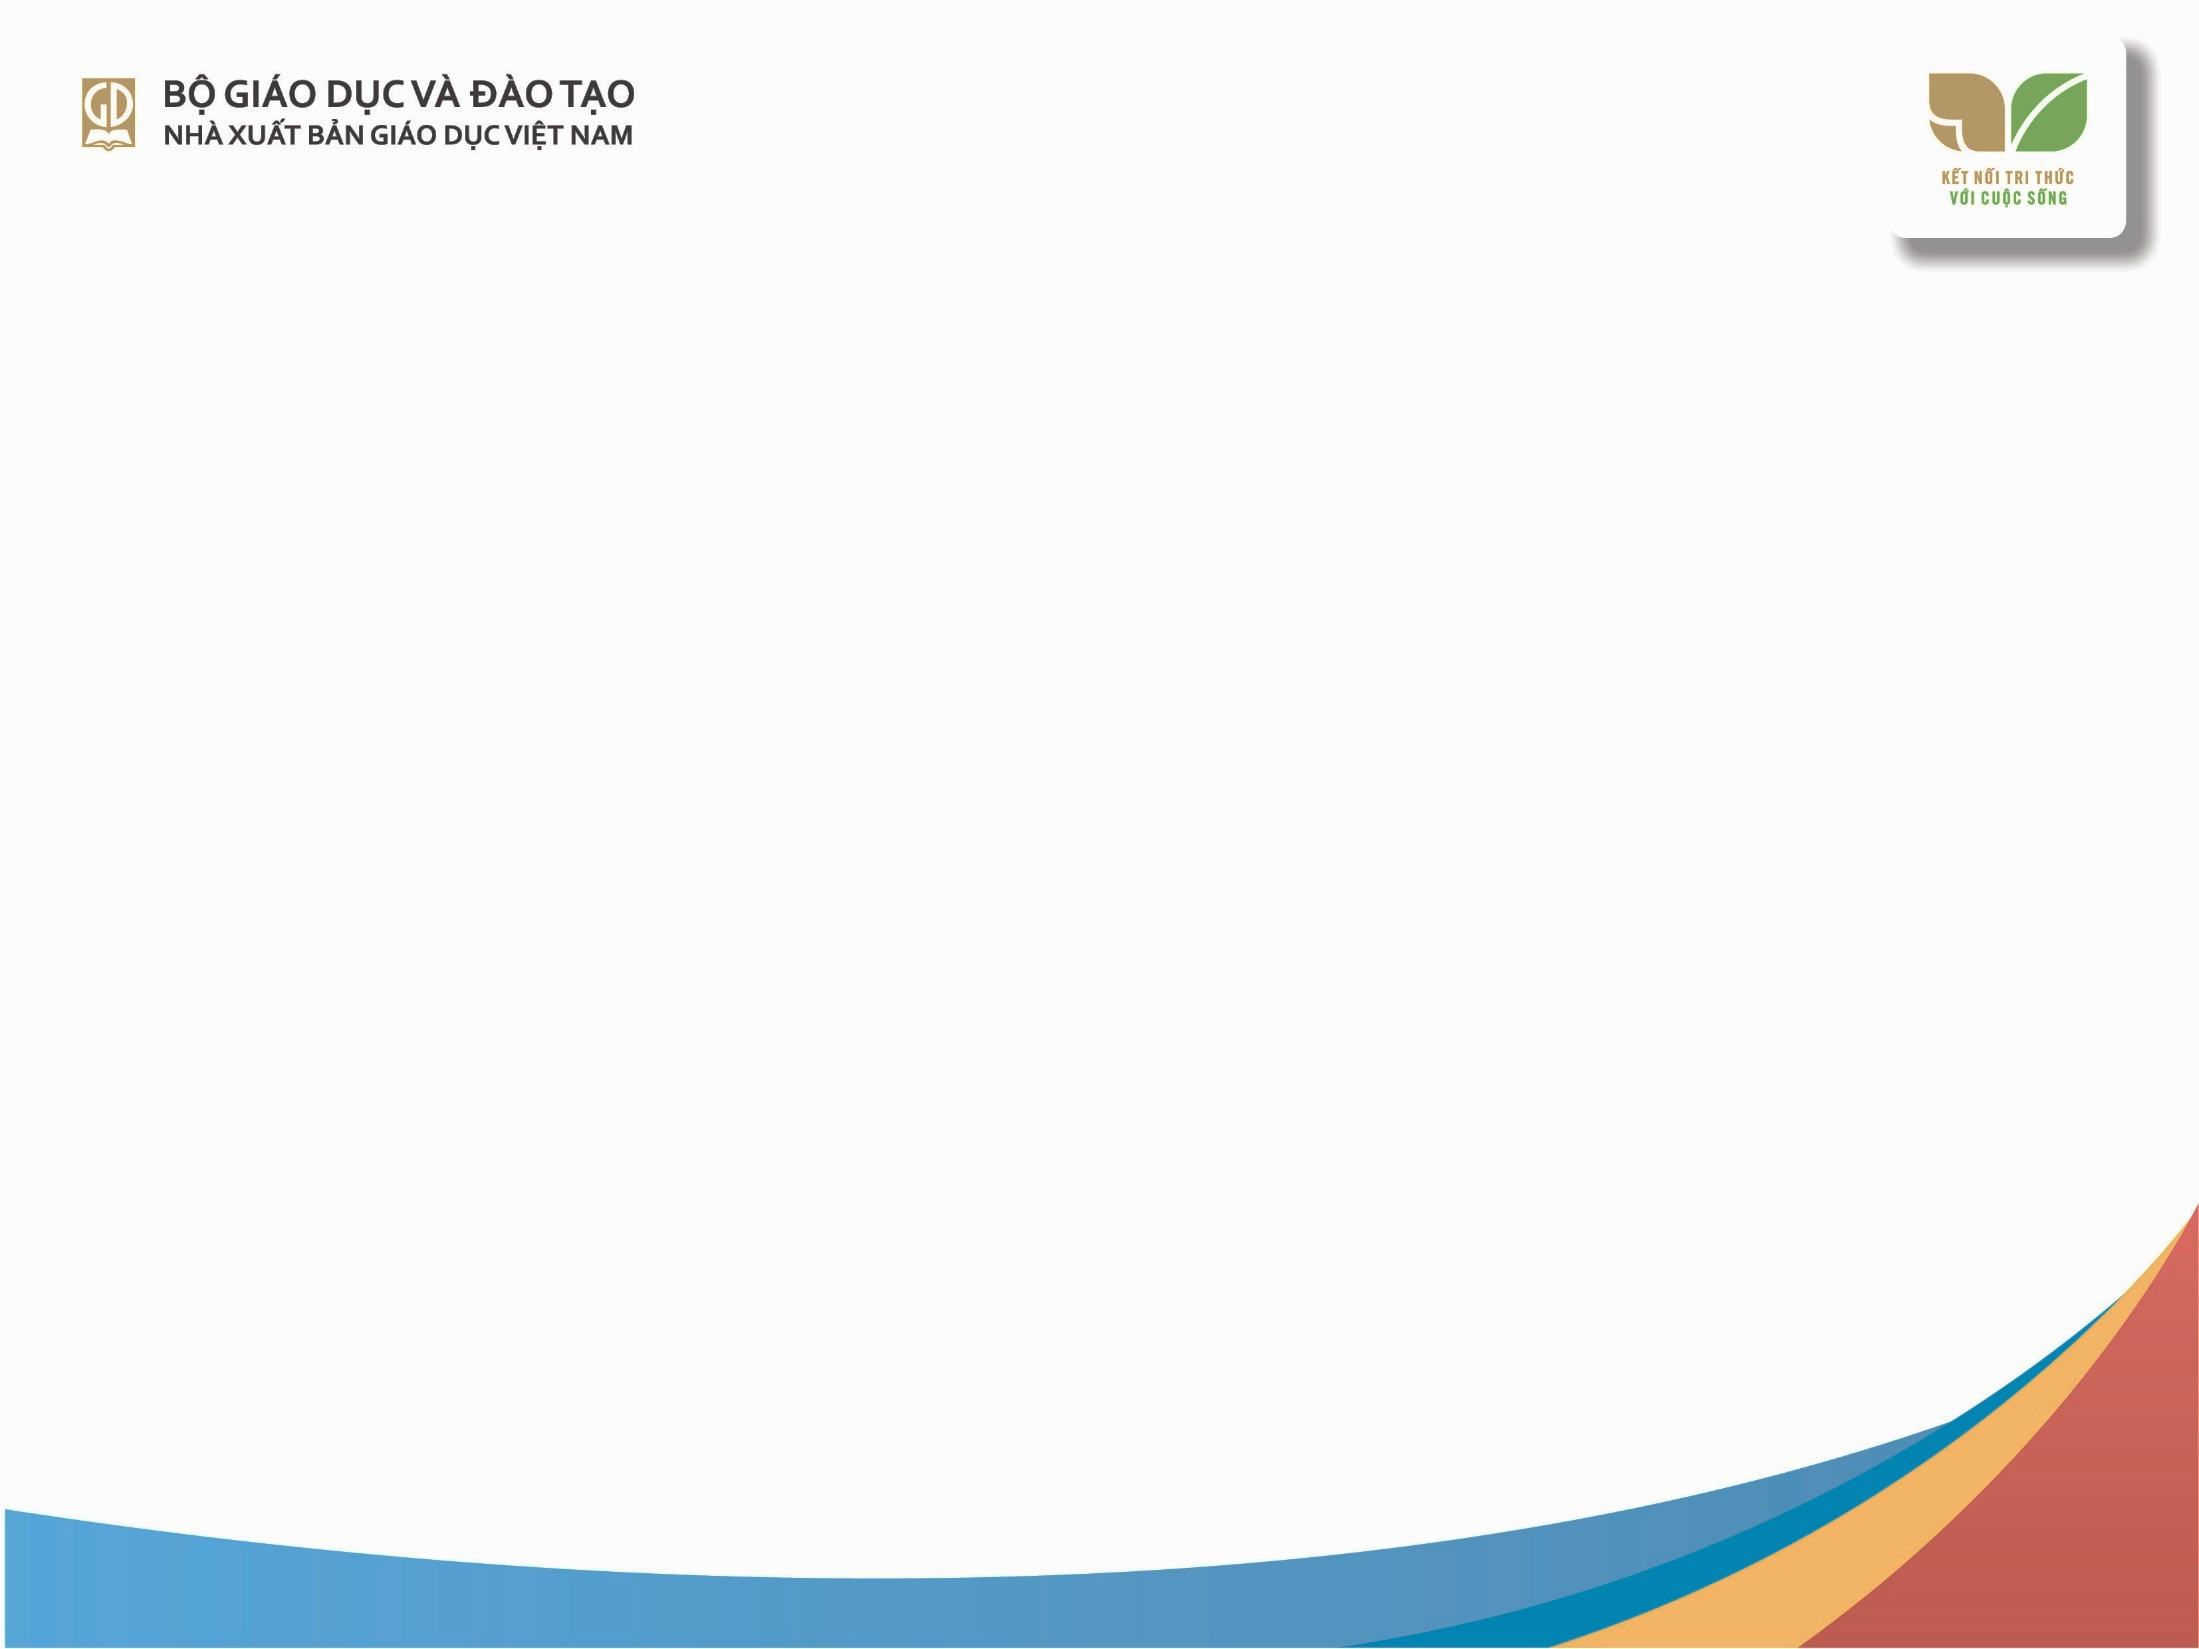 BỘ GIÁO DỤC VÀ ĐÀO TẠO
NHÀ XUẤT BẢN GIÁO DỤC VIỆT NAM
KẾT NỐI TRI THỨC
VỚI CUỘC SỐNG